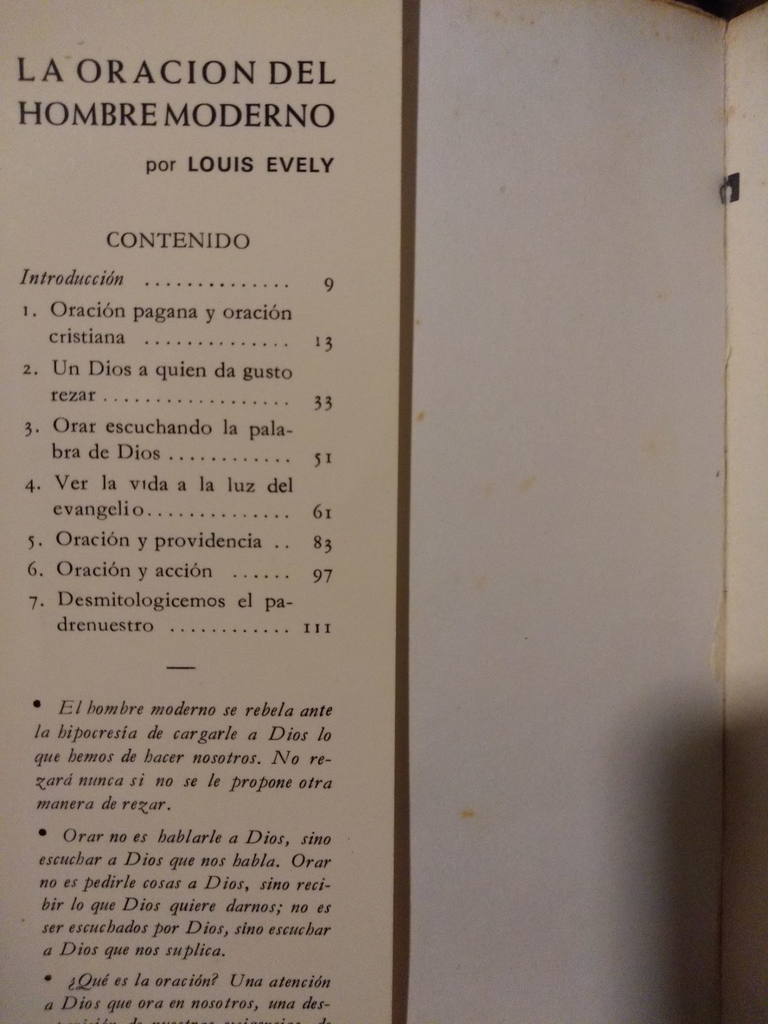 LA ORACION DEL
HOMBRE MODERNO
por LOUIS EVELY
CONTENIDO
Introducción .............. 9
1. Oración pagana y oración
cristiana .............. 13
2. Un Dios a quien da gusto
rezar .................. 33
3. Orar escuchando la pala-
bra de Dios ............ 51
4. Ver la vida a la luz del
evangelio.............. 61
5. Oración y providencia .. 83
6. Oración y acción ...... 97
7. Desmitologicemos el pa-
drenuestro ............ 111
• El hombre moderno se rebela ante
la hipocresía de cargarle a Dios lo
que hemos de hacer nosotros. No re-
zará nunca si no se le propone otra
manera de rezar.
• Orar no es hablarle a Dios, sino
escuchar a Dios que nos habla. Orar
no es pedirle cosas a Dios, sino reci-
bir lo que Dios quiere darnos; no es
ser escuchados por Dios, sino escuchar
a Dios que nos suplica.
• ¿Qué es la oración? Una atención
a Dios que ora en nosotros, una des-